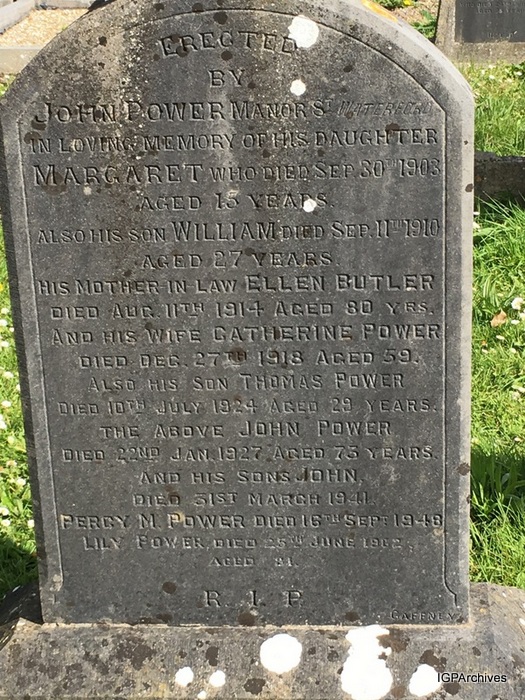 ERECTED
BY
JOHN POWER MANOR ST WATERFORD
IN LOVING MEMORY OF HIS DAUGHTER
MARGARET WHO DIED SEP. 30TH 1903
AGED 15 YEARS.
ALSO HIS SON WILLIAM DIED SEP. 11TH 1910
AGED 27 YEARS
HIS MOTHER-IN LAW ELLEN BUTLER
DIED AUG. 11TH 1914 AGED 80 YRS.
AND HIS WIFE CATHERINE POWER
DIED DEC. 27TH 1918 AGED 59.
ALSO HIS SON THOMAS POWER
DIED 10TH JULY 1924 AGED 29 YEARS.
THE ABOVE JOHN POWER
DIED 22ND JAN. 1927, AGED 73 YEARS.
AND HIS SONS JOHN,
DIED 31ST MARCH 1941.
PERCY M. POWER DIED 16TH SEPT. 1948
LILY POWER, DIED 25TH JUNE 1962,
AGED 81.
R. I. P.
GAFFNEY
IGPArchives